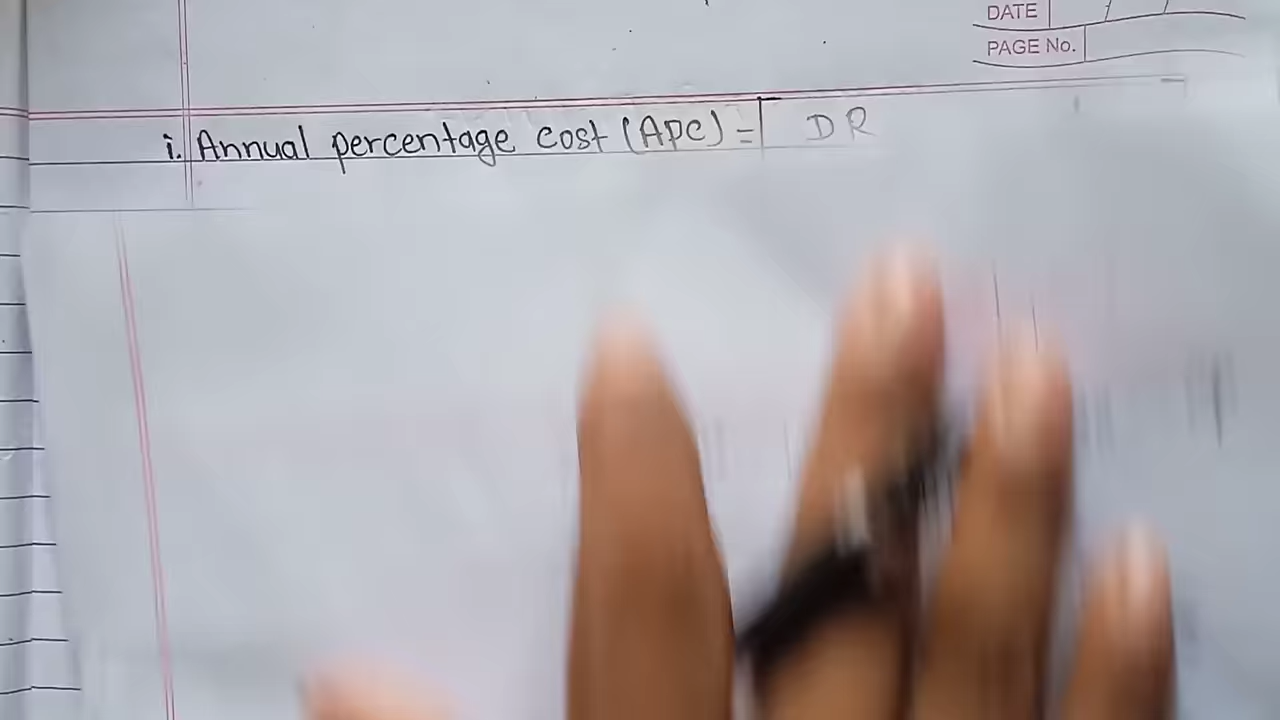 DATE
PAGE No.
i. Annual percentage cost (APC) = DR